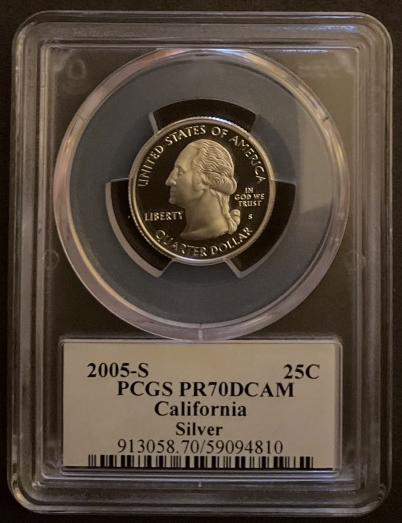 UNITED STATES OF AMERICA
LIBERTY
IN
GOD WE
TRUST
S
QUARTER DOLLAR
2005-S 25C
PCGS PR70DCAM
California
Silver
913058.70/59094810